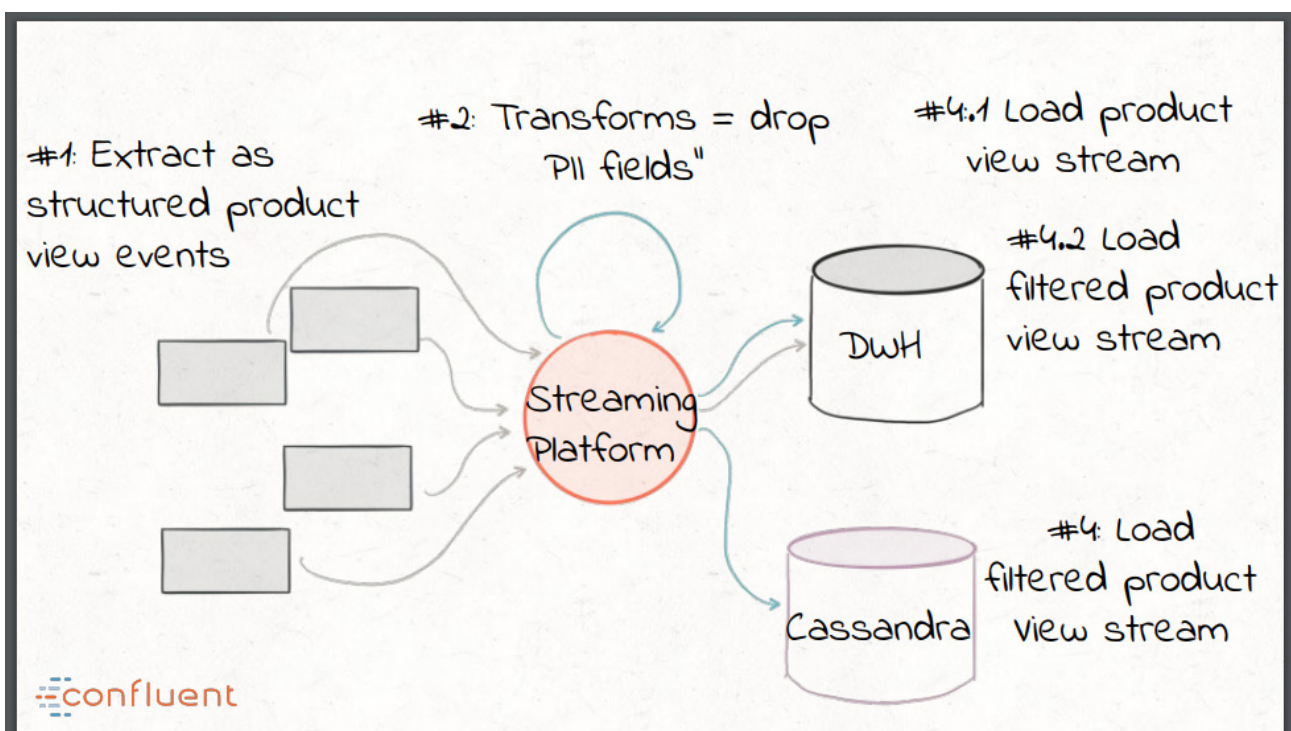 #1: Extract as
structured product
view events
#2: Transforms = drop
PII fields"
#4.1 Load product
view stream
#4.2 Load
filtered product
view stream
DWH
Streaming
Platform
#4: Load
filtered product
view stream
Cassandra
confluent